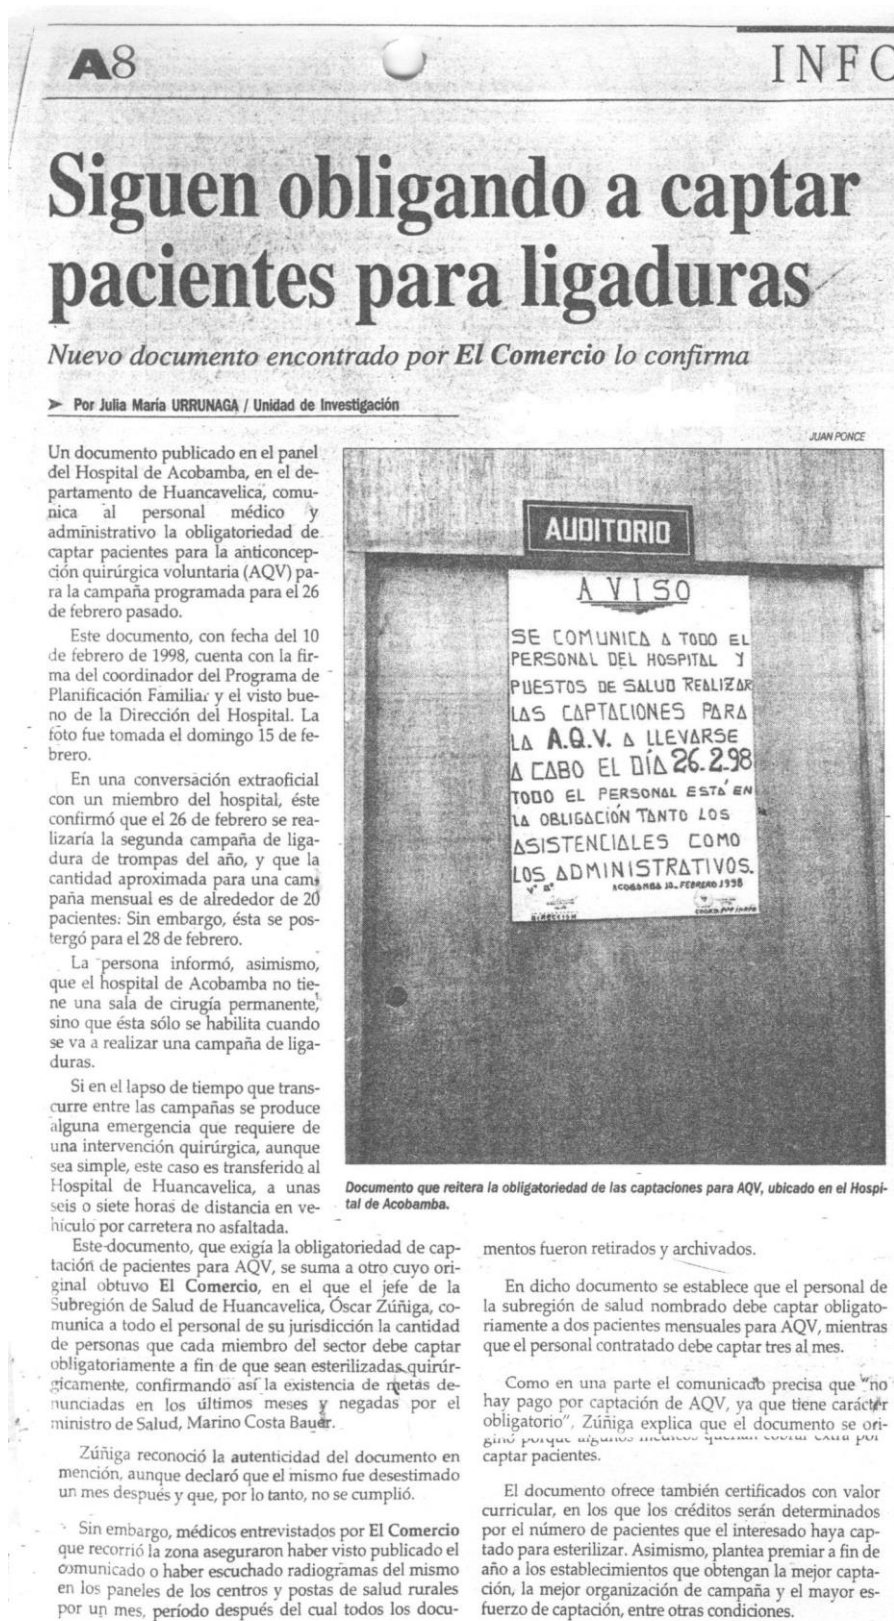 A8
INFO
Siguen obligando a captar
pacientes para ligaduras
Nuevo documento encontrado por El Comercio lo confirma
➤ Por Julia María URRUNAGA / Unidad de Investigación
JUAN PONCE
Un documento publicado en el panel
del Hospital de Acobamba, en el de-
partamento de Huancavelica, comu-
nica al personal médico y
administrativo la obligatoriedad de
captar pacientes para la anticoncep-
ción quirúrgica voluntaria (AQV) pa-
ra la campaña programada para el 26
de febrero pasado.
Este documento, con fecha del 10
de febrero de 1998, cuenta con la fir-
ma del coordinador del Programa de
Planificación Familiar y el visto bue-
no de la Dirección del Hospital. La
foto fue tomada el domingo 15 de fe-
brero.
En una conversación extraoficial
con un miembro del hospital, éste
confirmó que el 26 de febrero se rea-
lizaría la segunda campaña de liga-
dura de trompas del año, y que la
cantidad aproximada para una cam-
paña mensual es de alrededor de 20
pacientes. Sin embargo, ésta se pos-
tergó para el 28 de febrero.
La persona informó, asimismo,
que el hospital de Acobamba no tie-
ne una sala de cirugía permanente,
sino que ésta sólo se habilita cuando
se va a realizar una campaña de liga-
duras.
Si en el lapso de tiempo que trans-
curre entre las campañas se produce
alguna emergencia que requiere de
una intervención quirúrgica, aunque
sea simple, este caso es transferido al
Hospital de Huancavelica, a unas
seis o siete horas de distancia en ve-
hículo por carretera no asfaltada.
AUDITORIO
AVISO
SE COMUNICA A TODO EL
PERSONAL DEL HOSPITAL Y
PUESTOS DE SALUD REALIZAR
LAS CAPTACIONES PARA
LA A.Q.V. A LLEVARSE
A CABO EL DÍA 26.2.98
TODO EL PERSONAL ESTÁ EN
LA OBLIGACIÓN TANTO LOS
ASISTENCIALES COMO
LOS ADMINISTRATIVOS.
Vº Bº ACOBAMBA 10. FEBRERO 1998
DIRECCION
Documento que reitera la obligatoriedad de las captaciones para AQV, ubicado en el Hospi-
tal de Acobamba.
Este documento, que exigía la obligatoriedad de cap-
tación de pacientes para AQV, se suma a otro cuyo ori-
ginal obtuvo El Comercio, en el que el jefe de la
Subregión de Salud de Huancavelica, Óscar Zúñiga, co-
munica a todo el personal de su jurisdicción la cantidad
de personas que cada miembro del sector debe captar
obligatoriamente a fin de que sean esterilizadas quirúr-
gicamente, confirmando así la existencia de metas de-
nunciadas en los últimos meses y negadas por el
ministro de Salud, Marino Costa Bauer.
Zúñiga reconoció la autenticidad del documento en
mención, aunque declaró que el mismo fue desestimado
un mes después y que, por lo tanto, no se cumplió.
Sin embargo, médicos entrevistados por El Comercio
que recorrió la zona aseguraron haber visto publicado el
comunicado o haber escuchado radiogramas del mismo
en los paneles de los centros y postas de salud rurales
por un mes, período después del cual todos los docu-
mentos fueron retirados y archivados.
En dicho documento se establece que el personal de
la subregión de salud nombrado debe captar obligato-
riamente a dos pacientes mensuales para AQV, mientras
que el personal contratado debe captar tres al mes.
Como en una parte el comunicado precisa que "no
hay pago por captación de AQV, ya que tiene carácter
obligatorio", Zúñiga explica que el documento se ori-
ginó porque algunos médicos querían cobrar extra por
captar pacientes.
El documento ofrece también certificados con valor
curricular, en los que los créditos serán determinados
por el número de pacientes que el interesado haya cap-
tado para esterilizar. Asimismo, plantea premiar a fin de
año a los establecimientos que obtengan la mejor capta-
ción, la mejor organización de campaña y el mayor es-
fuerzo de captación, entre otras condiciones.